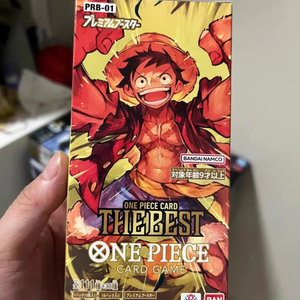 PRB-01
プレミアムブースター
BANDAI NAMCO
対象年齢9才以上
ONE PIECE CARD
THE BEST
ONE PIECE
CARD GAME
BAN